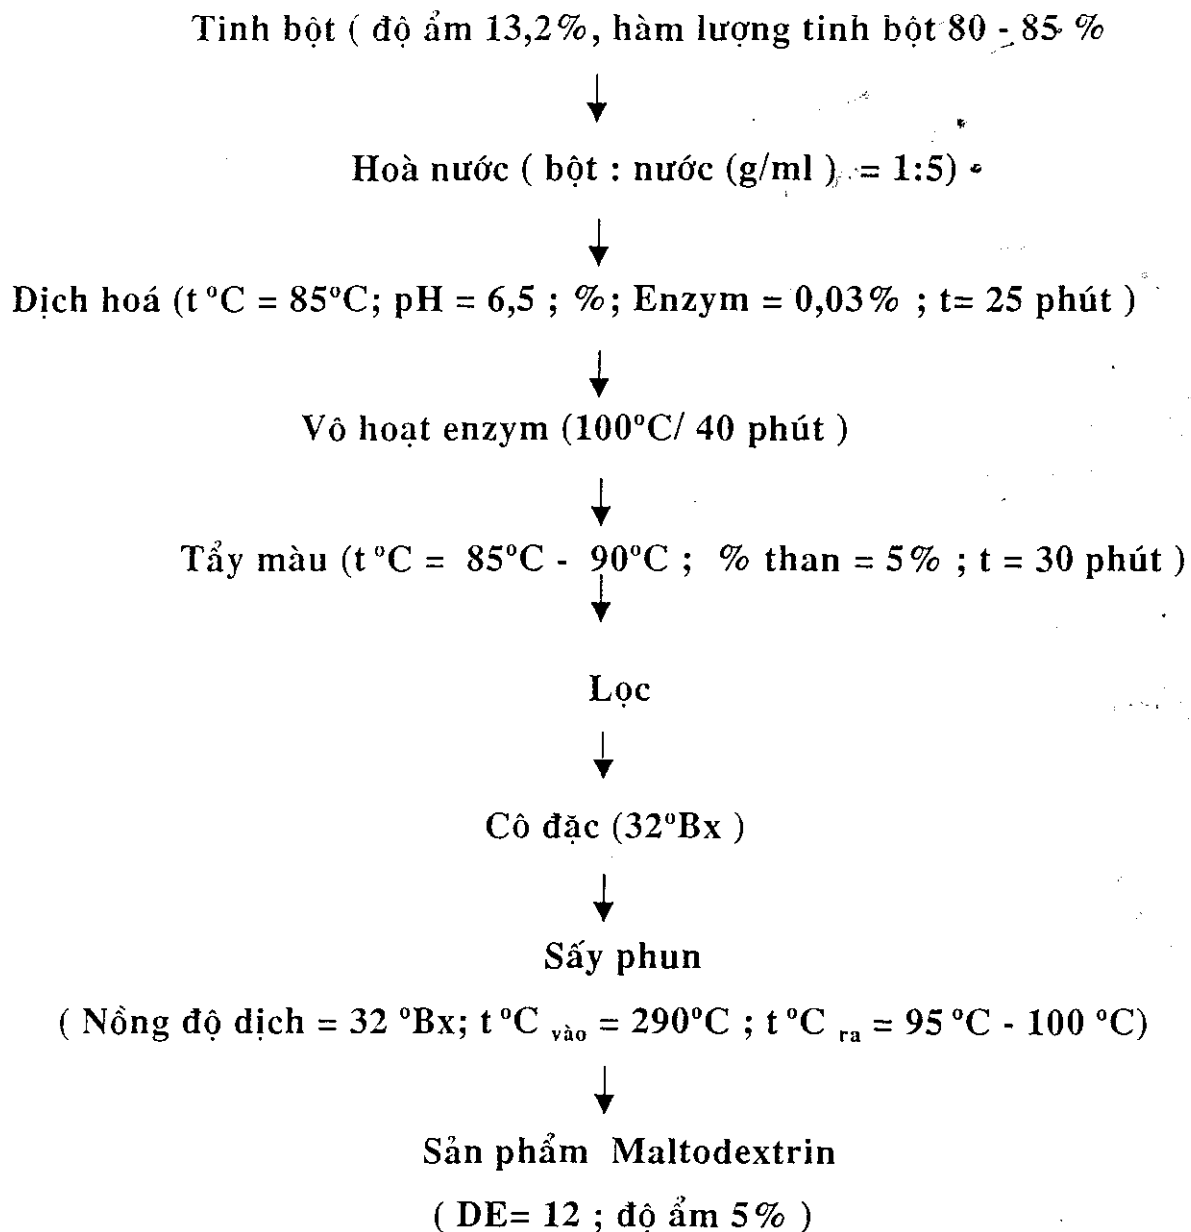 Tinh bột ( độ ẩm 13,2%, hàm lượng tinh bột 80 - 85 %
Hoà nước ( bột : nước (g/ml ) = 1:5)
Dịch hoá (t °C = 85°C; pH = 6,5 ; %; Enzym = 0,03% ; t= 25 phút )
Vô hoạt enzym (100°C/ 40 phút )
Tẩy màu (t °C = 85°C - 90°C ; % than = 5% ; t = 30 phút )
Lọc
Cô đặc (32°Bx )
Sấy phun
( Nồng độ dịch = 32 °Bx; t °C vào = 290°C ; t °C ra = 95 °C - 100 °C)
Sản phẩm Maltodextrin
( DE= 12 ; độ ẩm 5% )